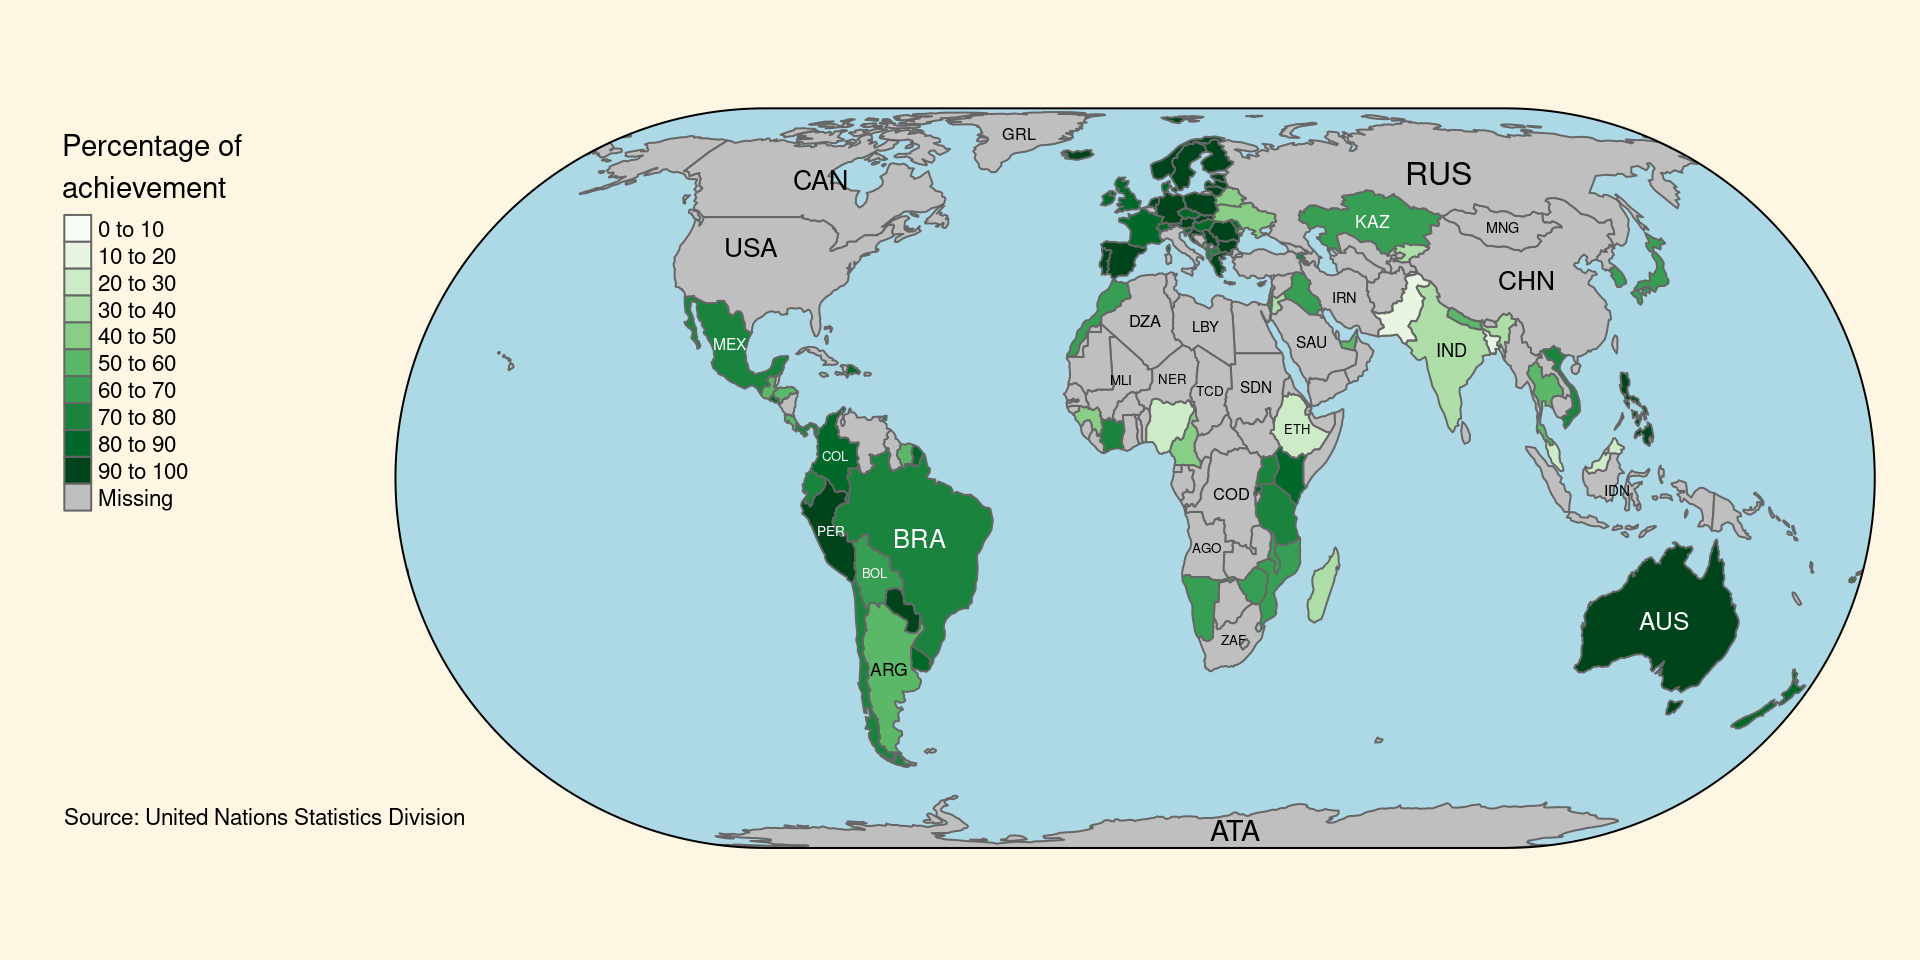 Percentage of
achievement
0 to 10
10 to 20
20 to 30
30 to 40
40 to 50
50 to 60
60 to 70
70 to 80
80 to 90
90 to 100
Missing
GRL
CAN
RUS
USA
KAZ
MNG
CHN
IRN
DZA
LBY
SAU
MEX
IND
MLI
NER
TCD
SDN
ETH
COL
COD
IDN
PER
BRA
AGO
BOL
AUS
ZAF
ARG
Source: United Nations Statistics Division
ATA